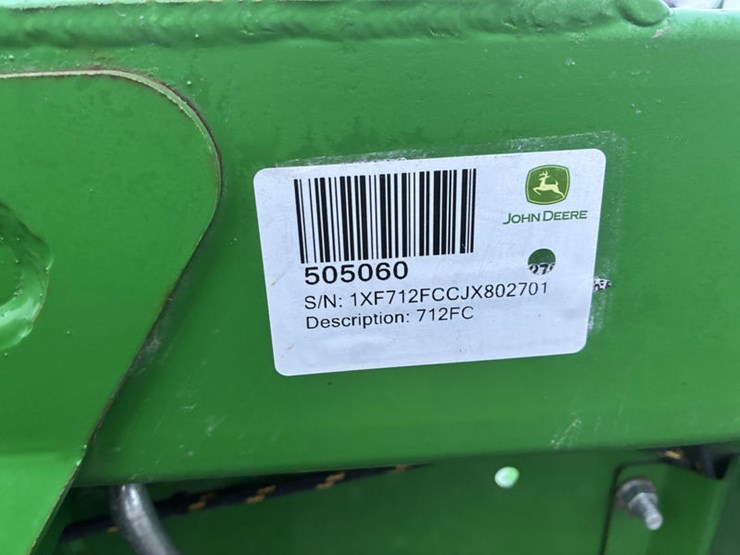 JOHN DEERE
505060
S/N: 1XF712FCCJX802701
Description: 712FC